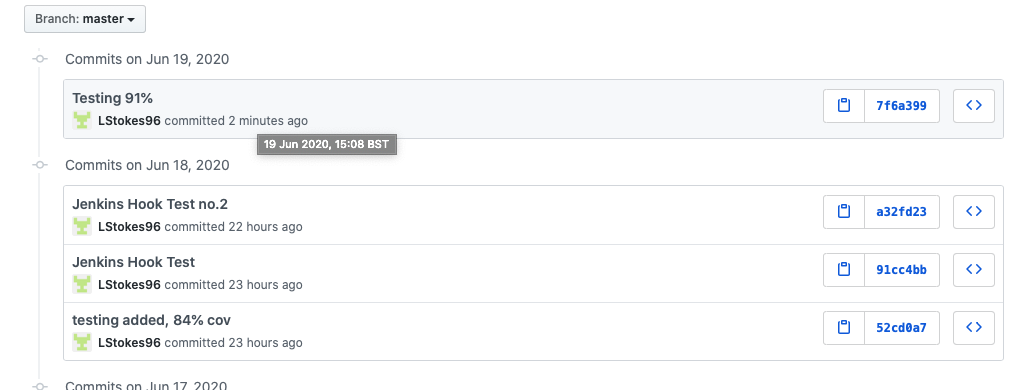 Branch: master
Commits on Jun 19, 2020
Testing 91%
LStokes96 committed 2 minutes ago
7f6a399
19 Jun 2020, 15:08 BST
Commits on Jun 18, 2020
Jenkins Hook Test no.2
LStokes96 committed 22 hours ago
a32fd23
Jenkins Hook Test
LStokes96 committed 23 hours ago
91cc4bb
testing added, 84% cov
LStokes96 committed 23 hours ago
52cd0a7
Commits on Jun 17, 2020